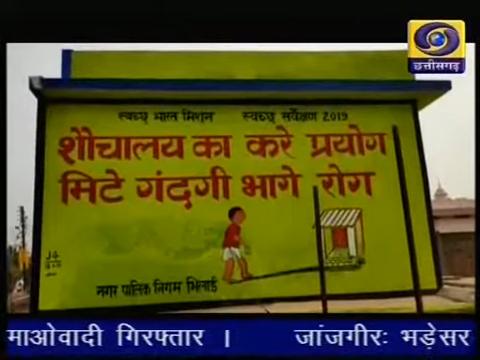 छत्तीसगढ़
स्वच्छ भारत मिशन स्वच्छ सर्वेक्षण 2019
शौचालय का करे प्रयोग
मिटे गंदगी भागे रोग
नगर पालिक निगम भिलाई
माओवादी गिरफ्तार । जांजगीरः भड़ेसर